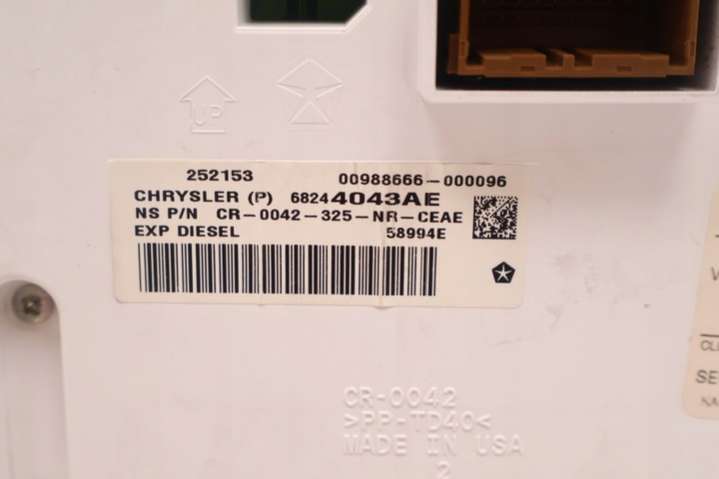 UP
252153 00988666-000096
CHRYSLER (P) 68244043AE
NS P/N CR-0042-325-NR-CEAE
EXP DIESEL 58994E
CR-0042
>PP-TD40<
MADE IN USA
2